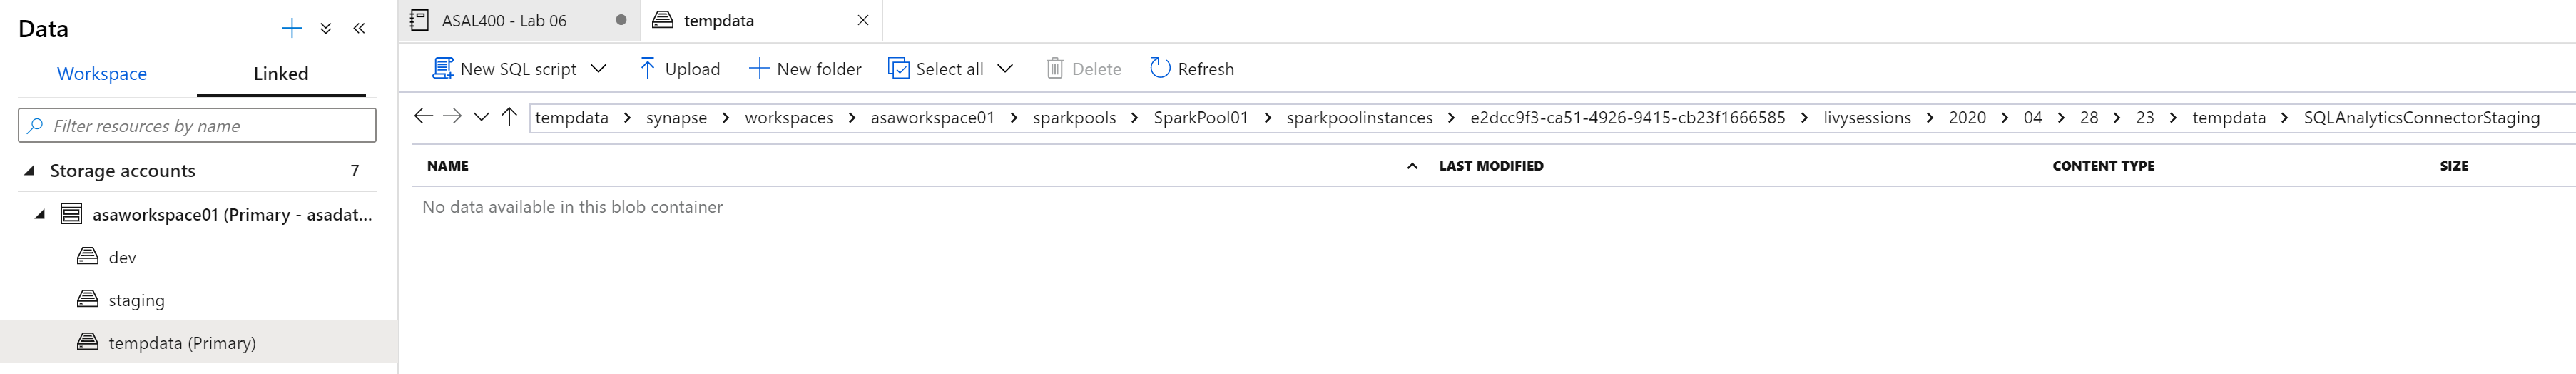 Data
Workspace Linked
Filter resources by name
Storage accounts 7
asaworkspace01 (Primary - asadat...
dev
staging
tempdata (Primary)
ASAL400 - Lab 06 tempdata
New SQL script Upload New folder Select all Delete Refresh
tempdata > synapse > workspaces > asaworkspace01 > sparkpools > SparkPool01 > sparkpoolinstances > e2dcc9f3-ca51-4926-9415-cb23f1666585 > livysessions > 2020 > 04 > 28 > 23 > tempdata > SQLAnalyticsConnectorStaging
NAME LAST MODIFIED CONTENT TYPE SIZE
No data available in this blob container